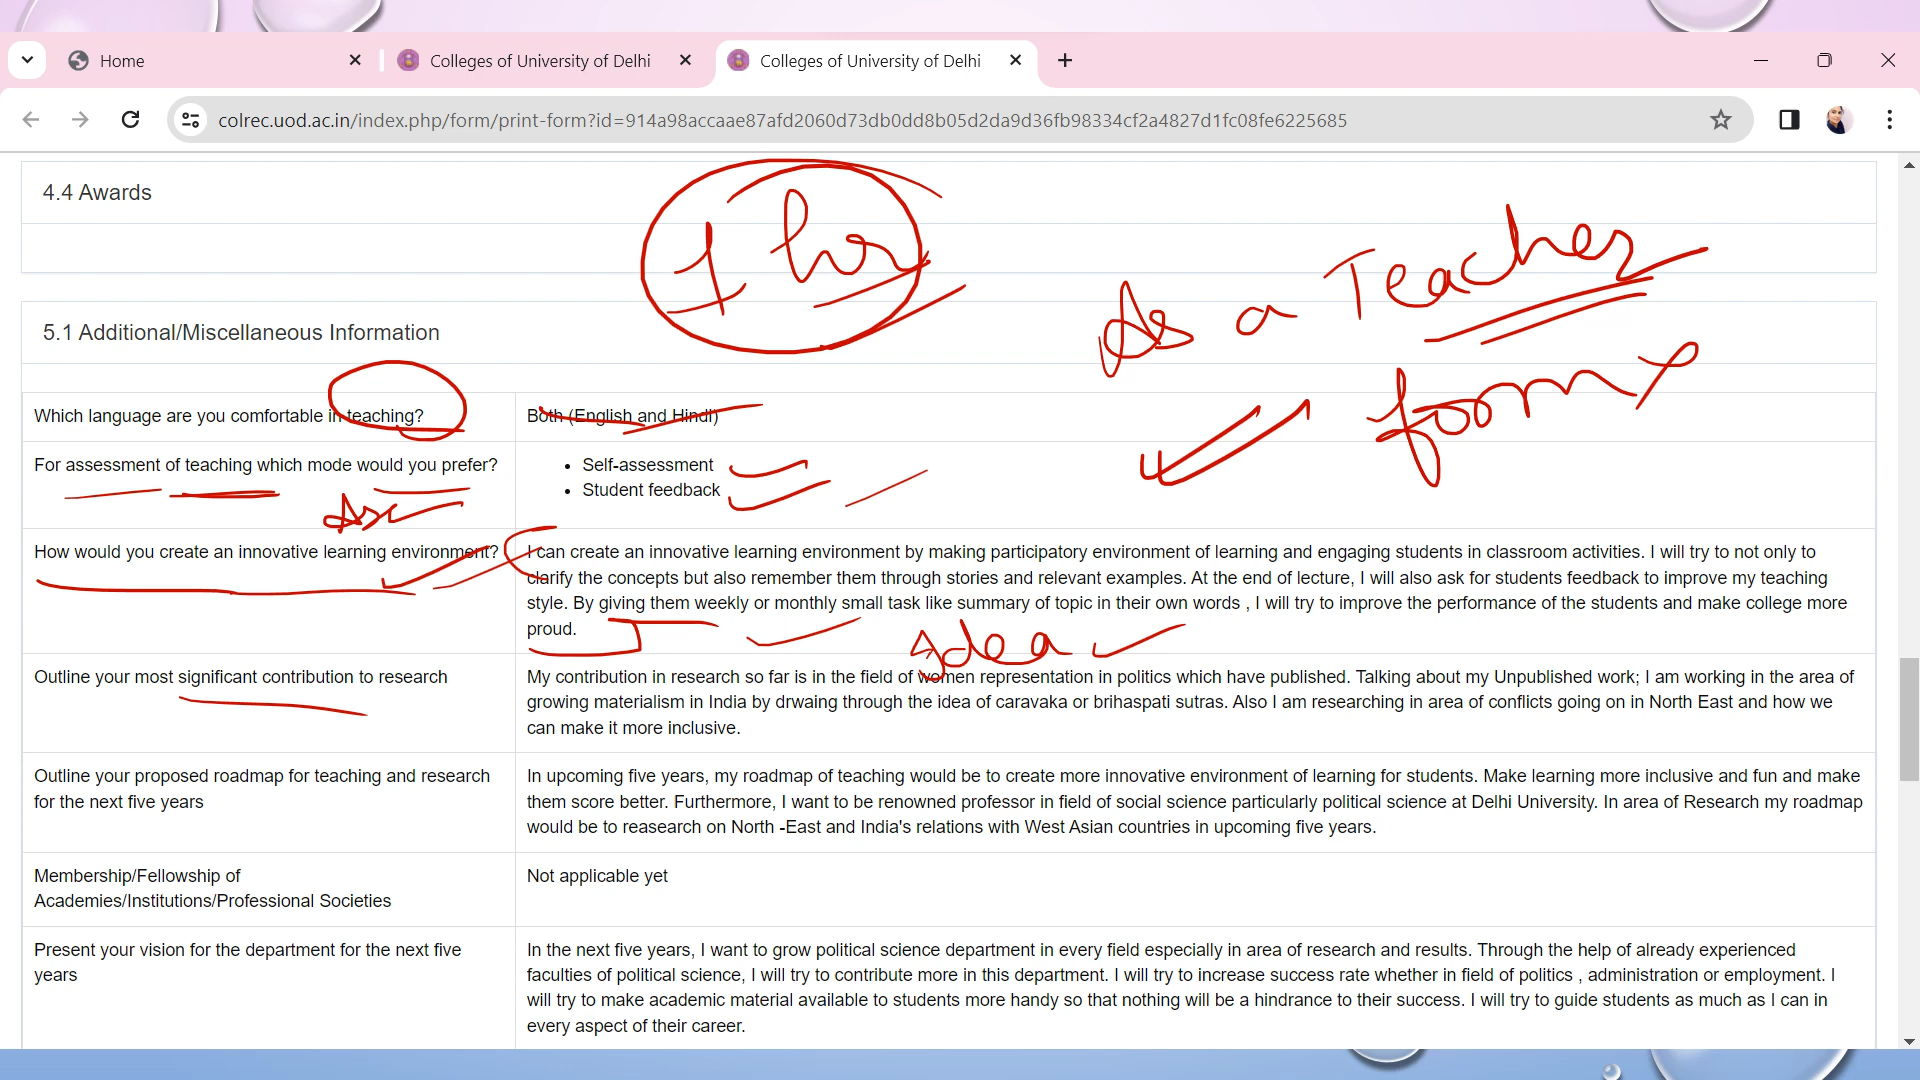 Home
Colleges of University of Delhi
Colleges of University of Delhi
colrec.uod.ac.in/index.php/form/print-form?id=914a98accaae87afd2060d73db0dd8b05d2da9d36fb98334cf2a4827d1fc08fe6225685
4.4 Awards
1 hr
As a Teacher
form
5.1 Additional/Miscellaneous Information
Which language are you comfortable in teaching?
Both (English and Hindi)
For assessment of teaching which mode would you prefer?
• Self-assessment
• Student feedback
How would you create an innovative learning environment?
I can create an innovative learning environment by making participatory environment of learning and engaging students in classroom activities. I will try to not only to
clarify the concepts but also remember them through stories and relevant examples. At the end of lecture, I will also ask for students feedback to improve my teaching
style. By giving them weekly or monthly small task like summary of topic in their own words , I will try to improve the performance of the students and make college more
proud.
Idea
Outline your most significant contribution to research
My contribution in research so far is in the field of women representation in politics which have published. Talking about my Unpublished work; I am working in the area of
growing materialism in India by drwaing through the idea of caravaka or brihaspati sutras. Also I am researching in area of conflicts going on in North East and how we
can make it more inclusive.
Outline your proposed roadmap for teaching and research
for the next five years
In upcoming five years, my roadmap of teaching would be to create more innovative environment of learning for students. Make learning more inclusive and fun and make
them score better. Furthermore, I want to be renowned professor in field of social science particularly political science at Delhi University. In area of Research my roadmap
would be to reasearch on North -East and India's relations with West Asian countries in upcoming five years.
Membership/Fellowship of
Academies/Institutions/Professional Societies
Not applicable yet
Present your vision for the department for the next five
years
In the next five years, I want to grow political science department in every field especially in area of research and results. Through the help of already experienced
faculties of political science, I will try to contribute more in this department. I will try to increase success rate whether in field of politics , administration or employment. I
will try to make academic material available to students more handy so that nothing will be a hindrance to their success. I will try to guide students as much as I can in
every aspect of their career.